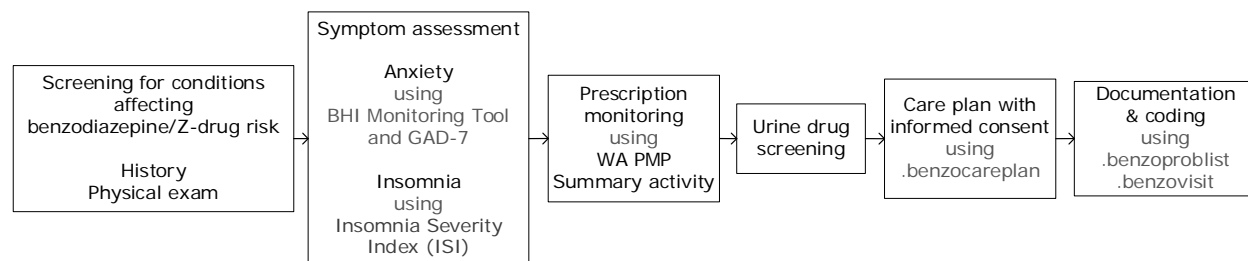 Screening for conditions
affecting
benzodiazepine/Z-drug risk
History
Physical exam
Symptom assessment
Anxiety
using
BHI Monitoring Tool
and GAD-7
Insomnia
using
Insomnia Severity
Index (ISI)
Prescription
monitoring
using
WA PMP
Summary activity
Urine drug
screening
Care plan with
informed consent
using
.benzocareplan
Documentation
& coding
using
.benzoproblist
.benzovisit